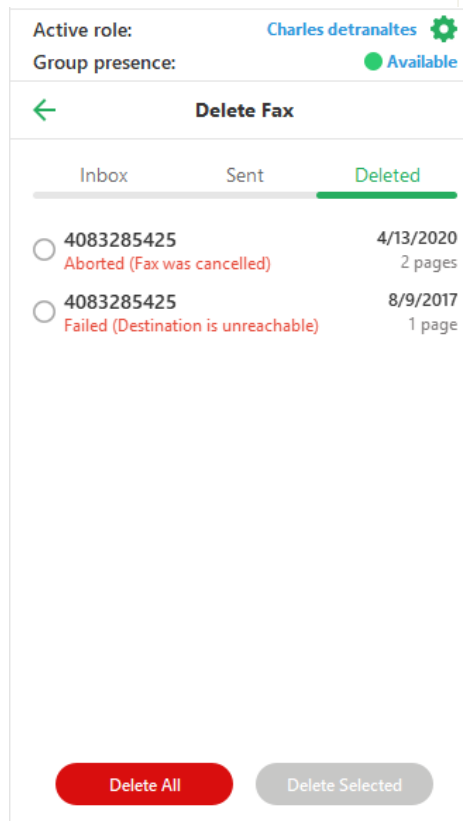 Active role: Charles detranaltes
Group presence: Available
Delete Fax
Inbox Sent Deleted
4083285425 4/13/2020
Aborted (Fax was cancelled) 2 pages
4083285425 8/9/2017
Failed (Destination is unreachable) 1 page
Delete All Delete Selected